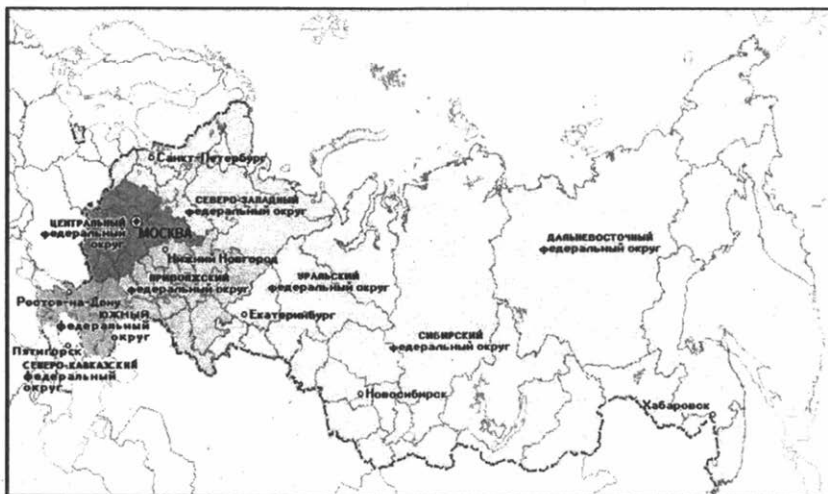 Санкт-Петербург
СЕВЕРО-ЗАПАДНЫЙ
федеральный округ
ЦЕНТРАЛЬНЫЙ
федеральный
округ
МОСКВА
Нижний Новгород
ПРИВОЛЖСКИЙ
федеральный округ
УРАЛЬСКИЙ
федеральный округ
ДАЛЬНЕВОСТОЧНЫЙ
федеральный округ
Ростов-на-Дону
ЮЖНЫЙ
федеральный
округ
Екатеринбург
СИБИРСКИЙ
федеральный округ
Пятигорск
СЕВЕРО-КАВКАЗСКИЙ
федеральный
округ
Новосибирск
Хабаровск